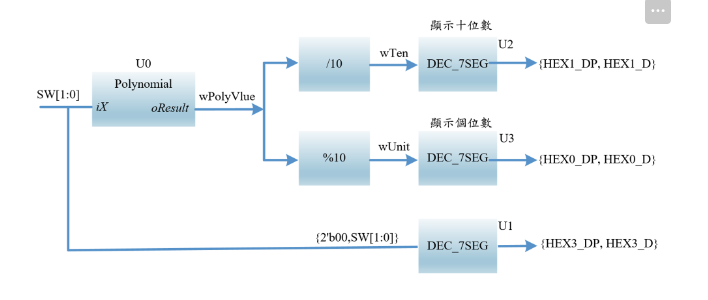 顯示十位數
U2
U0
wTen
/10
DEC_7SEG
{HEX1_DP, HEX1_D}
Polynomial
SW[1:0]
iX
oResult
wPolyVlue
顯示個位數
U3
wUnit
%10
DEC_7SEG
{HEX0_DP, HEX0_D}
U1
{2'b00,SW[1:0]}
DEC_7SEG
{HEX3_DP, HEX3_D}